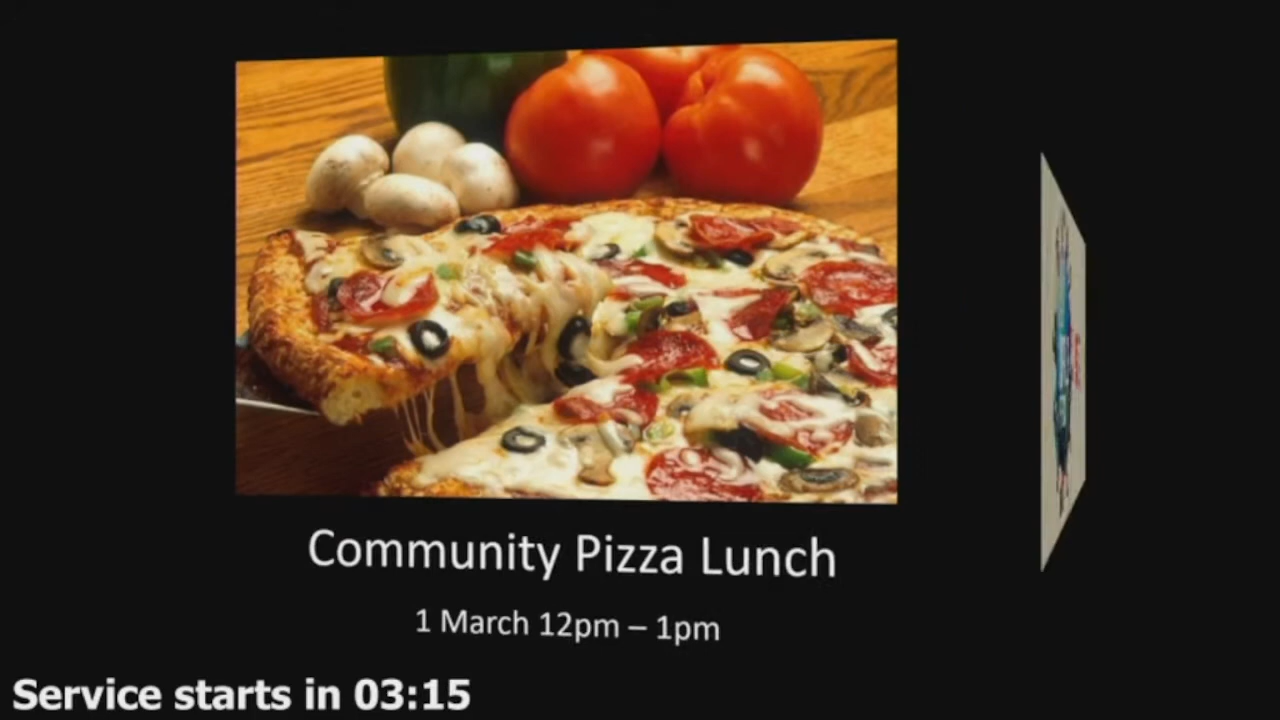 Community Pizza Lunch
1 March 12pm – 1pm
Service starts in 03:15